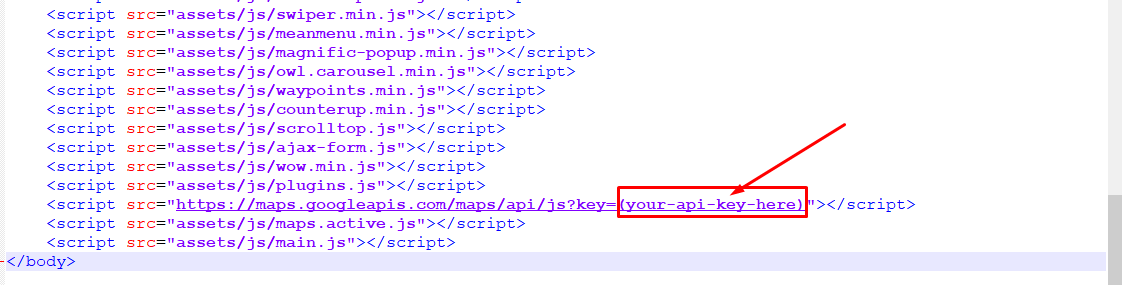 <script src="assets/js/swiper.min.js"></script>
<script src="assets/js/meanmenu.min.js"></script>
<script src="assets/js/magnific-popup.min.js"></script>
<script src="assets/js/owl.carousel.min.js"></script>
<script src="assets/js/waypoints.min.js"></script>
<script src="assets/js/counterup.min.js"></script>
<script src="assets/js/scrolltop.js"></script>
<script src="assets/js/ajax-form.js"></script>
<script src="assets/js/wow.min.js"></script>
<script src="assets/js/plugins.js"></script>
<script src="https://maps.googleapis.com/maps/api/js?key=(your-api-key-here)"></script>
<script src="assets/js/maps.active.js"></script>
<script src="assets/js/main.js"></script>
</body>